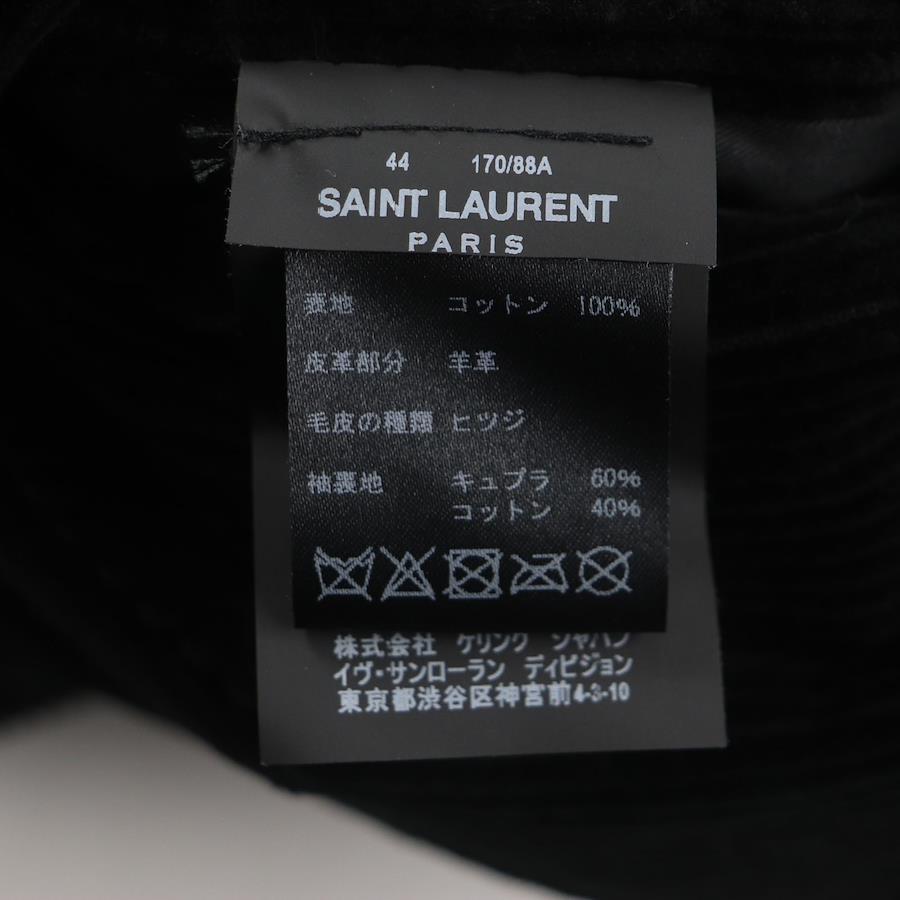 44 170/88A
SAINT LAURENT
PARIS
表地 コットン 100%
皮革部分 羊革
毛皮の種類 ヒツジ
袖裏地 キュプラ 60%
コットン 40%
株式会社 ケリング ジャパン
イヴ・サンローラン ディビジョン
東京都渋谷区神宮前4-3-10